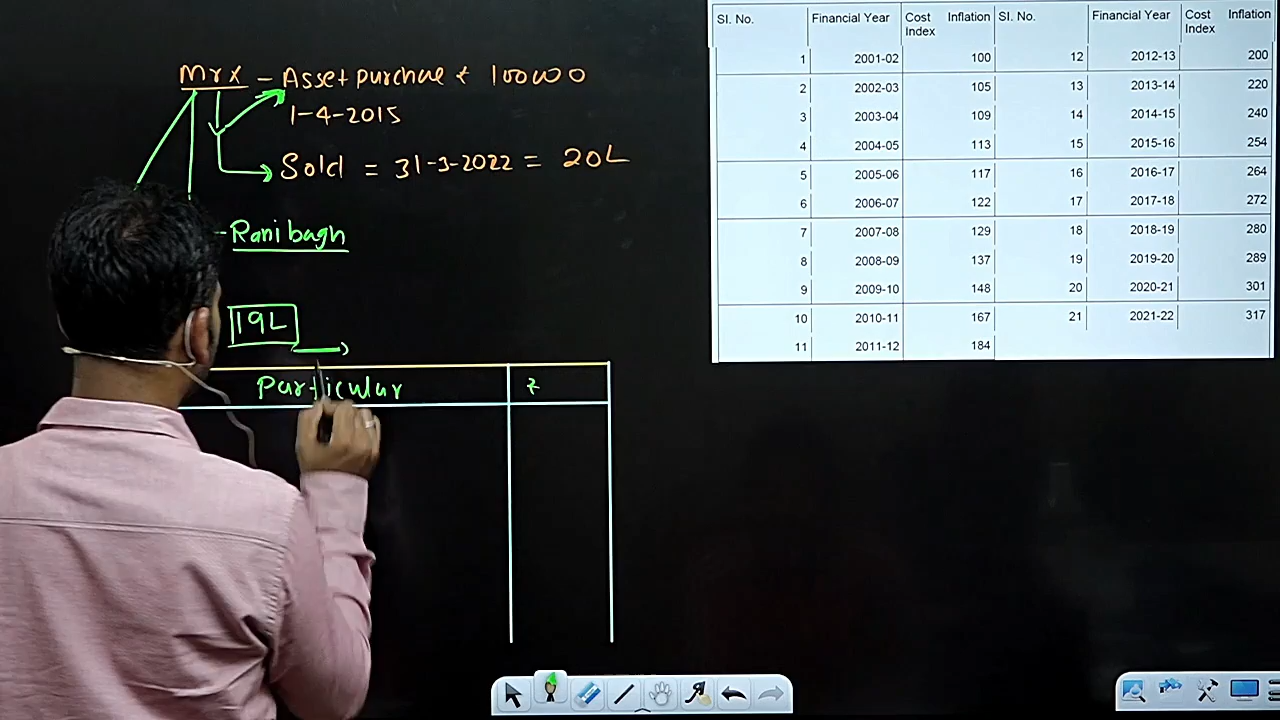 Mr x - Asset purchase ₹ 100000
1-4-2015
Sold = 31-3-2022 = 20L
- Rani bagh
19L
Particular ₹
SI. No. Financial Year Cost Inflation Index SI. No. Financial Year Cost Inflation Index
1 2001-02 100 12 2012-13 200
2 2002-03 105 13 2013-14 220
3 2003-04 109 14 2014-15 240
4 2004-05 113 15 2015-16 254
5 2005-06 117 16 2016-17 264
6 2006-07 122 17 2017-18 272
7 2007-08 129 18 2018-19 280
8 2008-09 137 19 2019-20 289
9 2009-10 148 20 2020-21 301
10 2010-11 167 21 2021-22 317
11 2011-12 184